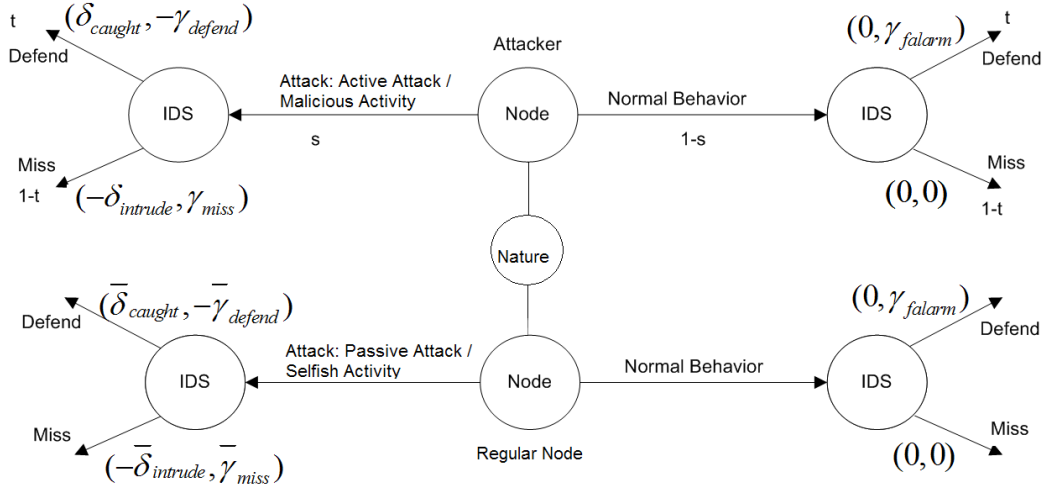 t
(δcaught, -γdefend)
Defend
IDS
Miss
1-t
(-δintrude, γmiss)
Attack: Active Attack /
Malicious Activity
s
Attacker
Node
Normal Behavior
1-s
(0, γfalarm)
t
Defend
IDS
Miss
(0,0)
1-t
Nature
(δ̅caught, -γ̅defend)
Defend
IDS
Miss
(-δ̅intrude, γ̅miss)
Attack: Passive Attack /
Selfish Activity
Node
Regular Node
Normal Behavior
(0, γfalarm)
Defend
IDS
Miss
(0,0)